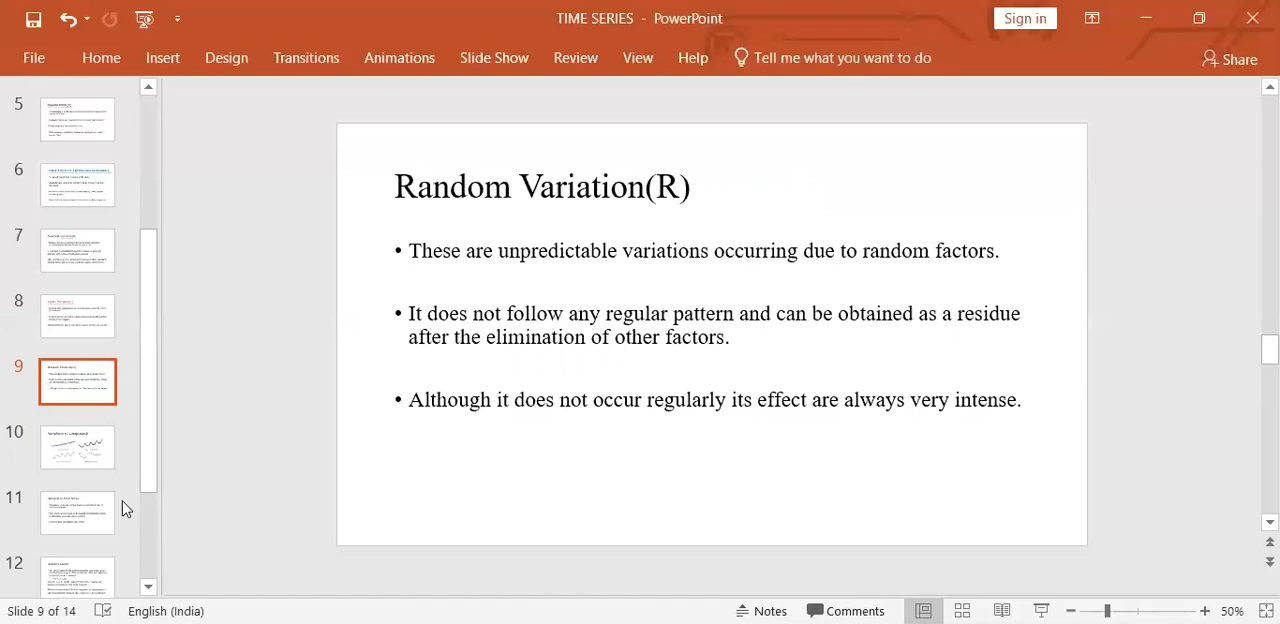 TIME SERIES - PowerPoint
Sign in
File Home Insert Design Transitions Animations Slide Show Review View Help Tell me what you want to do Share
5
6
7
8
9
10
11
12
Random Variation(R)
• These are unpredictable variations occurring due to random factors.
• It does not follow any regular pattern and can be obtained as a residue
after the elimination of other factors.
• Although it does not occur regularly its effect are always very intense.
Slide 9 of 14 English (India) Notes Comments 50%